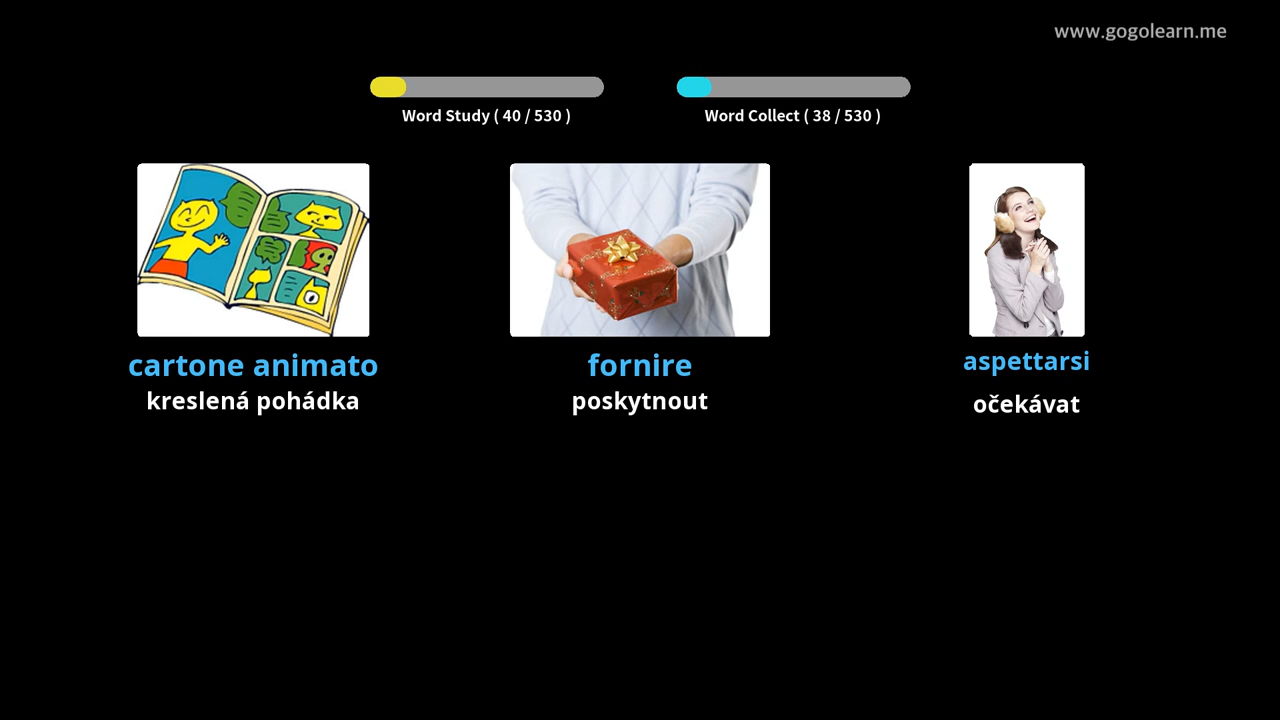 www.gogolearn.me
Word Study ( 40 / 530 )
Word Collect ( 38 / 530 )
cartone animato
kreslená pohádka
fornire
poskytnout
aspettarsi
očekávat